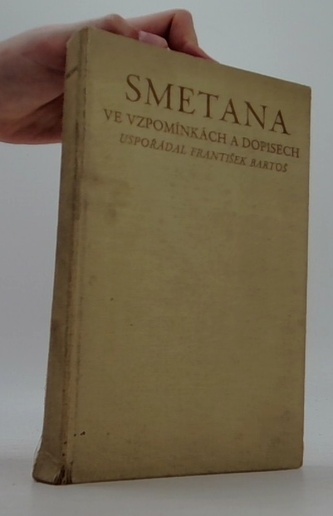 SMETANA
VE VZPOMÍNKÁCH A DOPISECH
USPOŘÁDAL FRANTIŠEK BARTOŠ